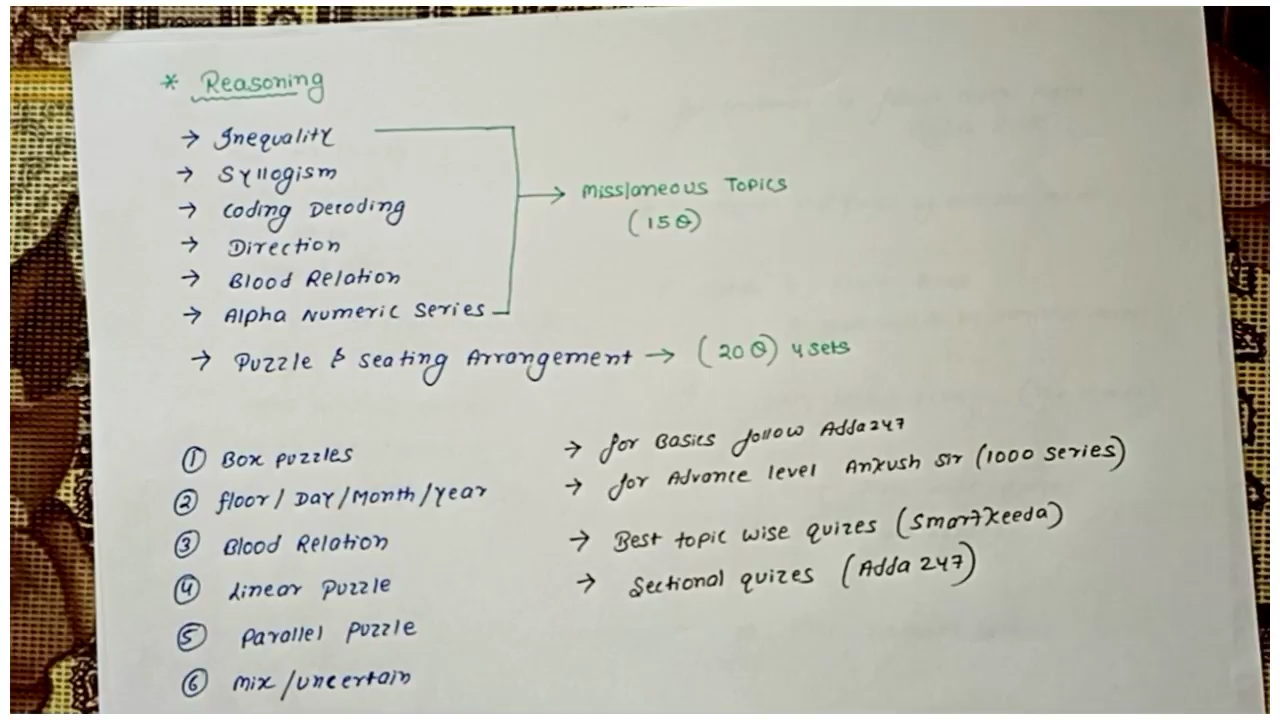 * Reasoning
→ Inequality
→ Syllogism
→ Coding Decoding
→ Direction
→ Blood Relation
→ Alpha Numeric Series
→ Misslaneous Topics
(15Q)
→ Puzzle & Seating Arrangement → (20Q) 4 sets
① Box puzzles
② floor/Day/Month/year
③ Blood Relation
④ Linear Puzzle
⑤ Parallel Puzzle
⑥ Mix/uncertain
→ for Basics follow Adda247
→ for Advance level Ankush sir (1000 series)
→ Best topic wise quizes (Smartkeeda)
→ Sectional quizes (Adda 247)